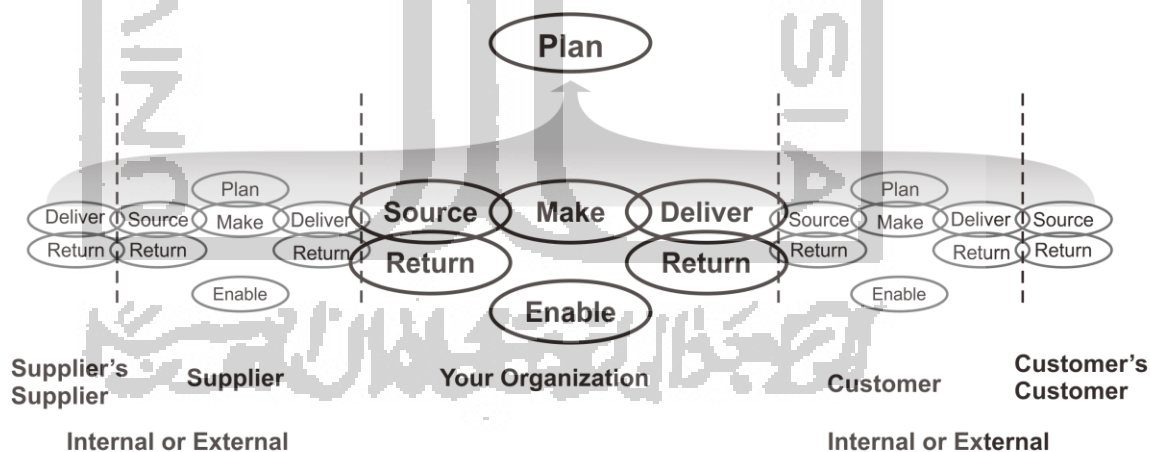 Plan
Plan Plan
Deliver Source Make Deliver Source Make Deliver Source Make Deliver Source
Return Return Return Return Return Return Return Return
Enable Enable Enable
Supplier's Supplier
Supplier
Your Organization
Customer
Customer's Customer
Internal or External Internal or External